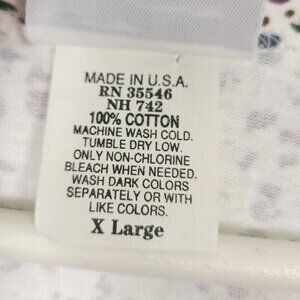 MADE IN U.S.A.
RN 35546
NH 742
100% COTTON
MACHINE WASH COLD.
TUMBLE DRY LOW.
ONLY NON-CHLORINE
BLEACH WHEN NEEDED.
WASH DARK COLORS
SEPARATELY OR WITH
LIKE COLORS.
X Large